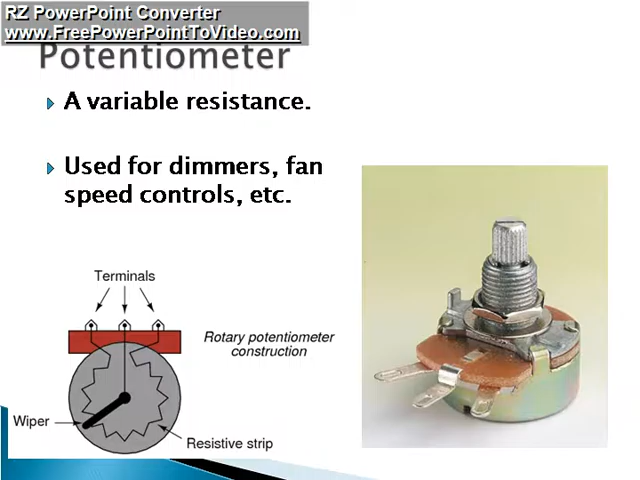 RZ PowerPoint Converter
www.FreePowerPointToVideo.com
Potentiometer
A variable resistance.
Used for dimmers, fan
speed controls, etc.
Terminals
Rotary potentiometer
construction
Wiper
Resistive strip